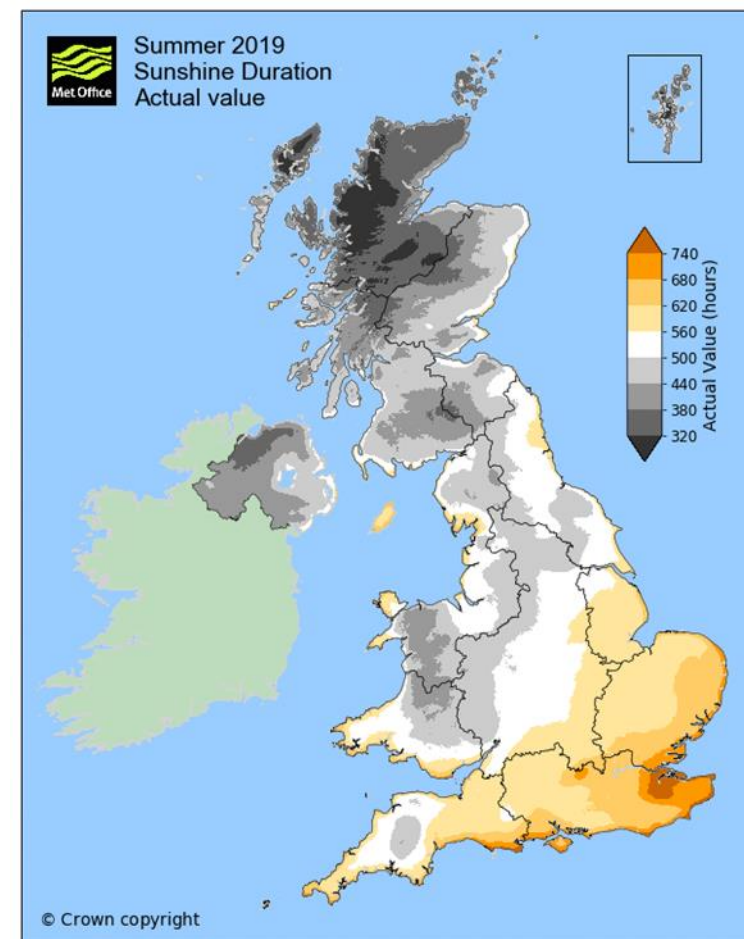 Summer 2019
Sunshine Duration
Actual value
Met Office
740
680
620
560
500
440
380
320
Actual Value (hours)
© Crown copyright